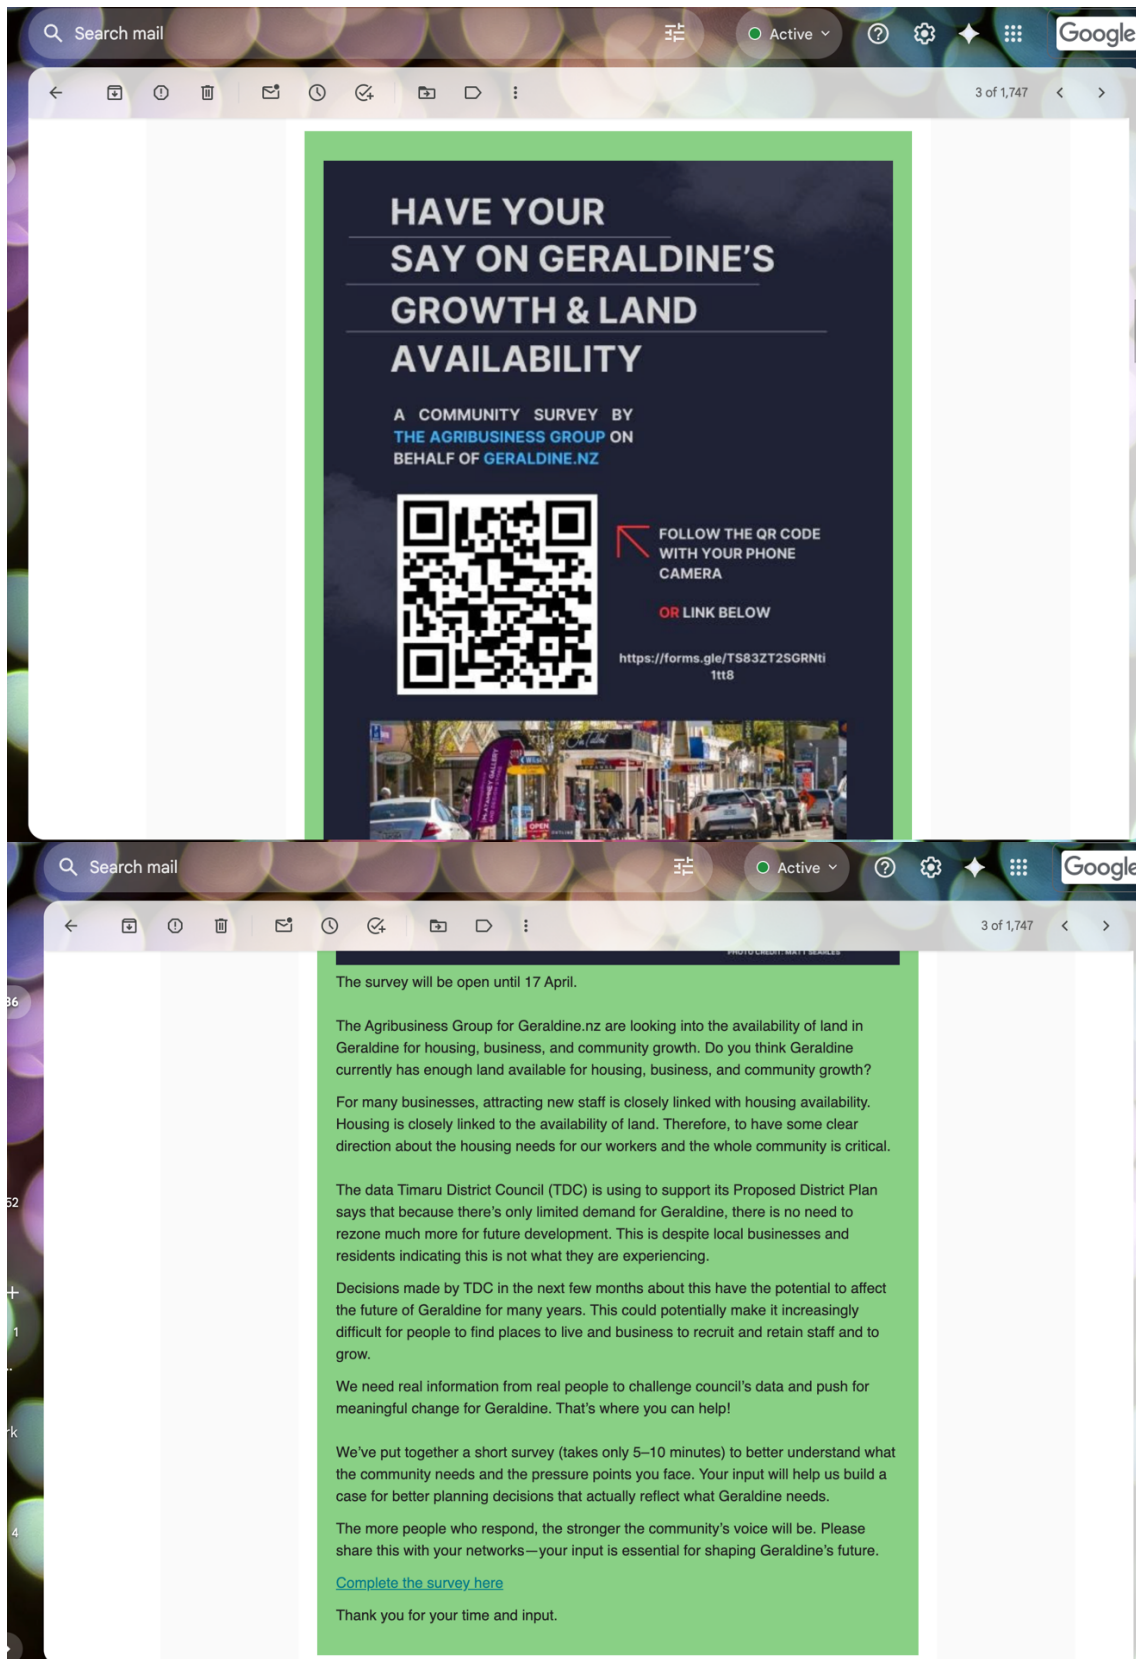 Search mail
Active
Google
3 of 1,747
HAVE YOUR
SAY ON GERALDINE'S
GROWTH & LAND
AVAILABILITY
A COMMUNITY SURVEY BY
THE AGRIBUSINESS GROUP ON
BEHALF OF GERALDINE.NZ
FOLLOW THE QR CODE
WITH YOUR PHONE
CAMERA
OR LINK BELOW
https://forms.gle/TS83ZT2SGRNti
1tt8
OPEN
Search mail
Active
Google
3 of 1,747
PHOTO CREDIT: MATT SEARLES
36
The survey will be open until 17 April.
The Agribusiness Group for Geraldine.nz are looking into the availability of land in
Geraldine for housing, business, and community growth. Do you think Geraldine
currently has enough land available for housing, business, and community growth?
For many businesses, attracting new staff is closely linked with housing availability.
Housing is closely linked to the availability of land. Therefore, to have some clear
direction about the housing needs for our workers and the whole community is critical.
52
The data Timaru District Council (TDC) is using to support its Proposed District Plan
says that because there's only limited demand for Geraldine, there is no need to
rezone much more for future development. This is despite local businesses and
residents indicating this is not what they are experiencing.
Decisions made by TDC in the next few months about this have the potential to affect
the future of Geraldine for many years. This could potentially make it increasingly
1
difficult for people to find places to live and business to recruit and retain staff and to
grow.
We need real information from real people to challenge council's data and push for
meaningful change for Geraldine. That's where you can help!
rk
We've put together a short survey (takes only 5–10 minutes) to better understand what
the community needs and the pressure points you face. Your input will help us build a
case for better planning decisions that actually reflect what Geraldine needs.
4
The more people who respond, the stronger the community's voice will be. Please
share this with your networks—your input is essential for shaping Geraldine's future.
Complete the survey here
Thank you for your time and input.